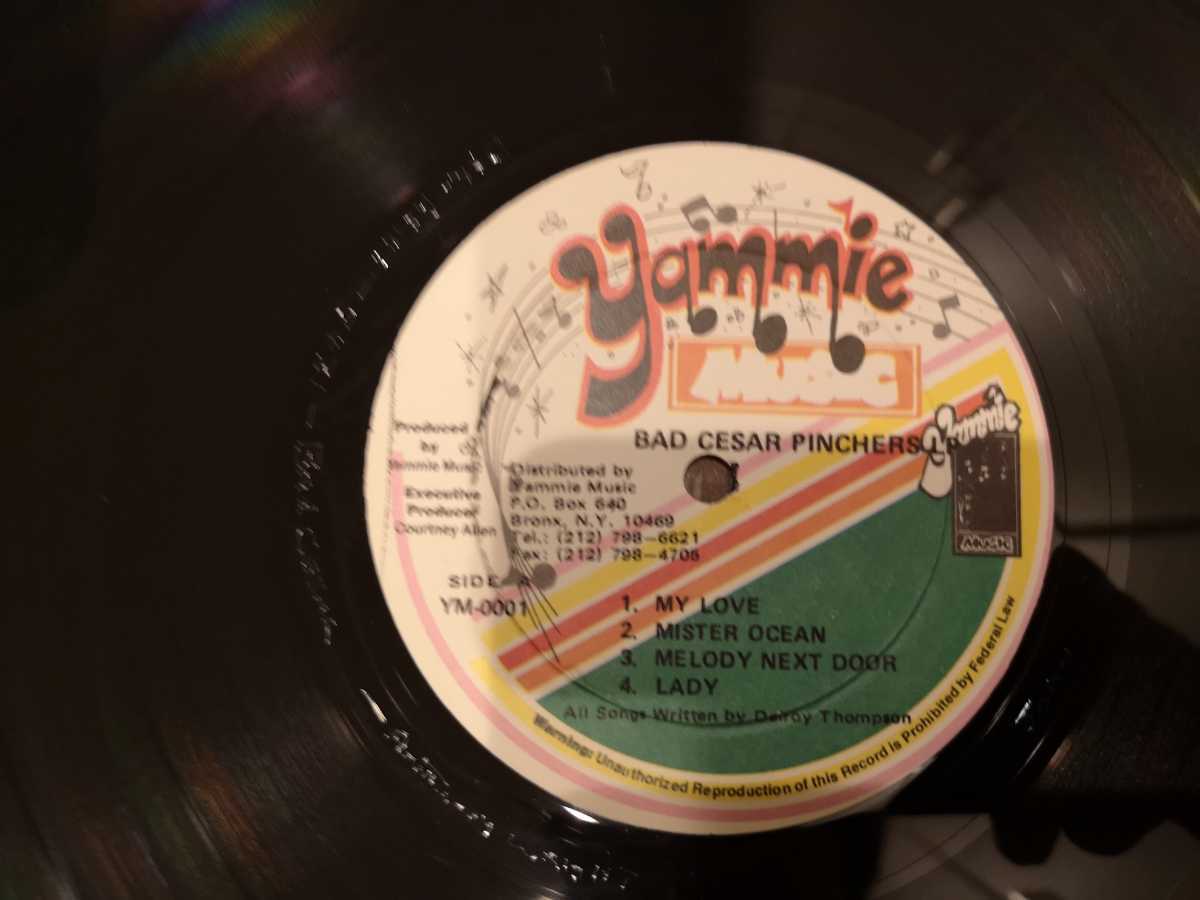 Yammie
MUSIC
BAD CESAR PINCHERS LP
Yammie
MUSIC
Produced
by
Yammie Music
Executive
Producer
Courtney Allen
Distributed by
Yammie Music
P.O. Box 640
Bronx, N.Y. 10469
Tel.: (212) 798-6621
Fax: (212) 798-4706
SIDE A
YM-0001
1. MY LOVE
2. MISTER OCEAN
3. MELODY NEXT DOOR
4. LADY
All Songs Written by Delroy Thompson
Warning: Unauthorized Reproduction of this Record is Prohibited by Federal Law